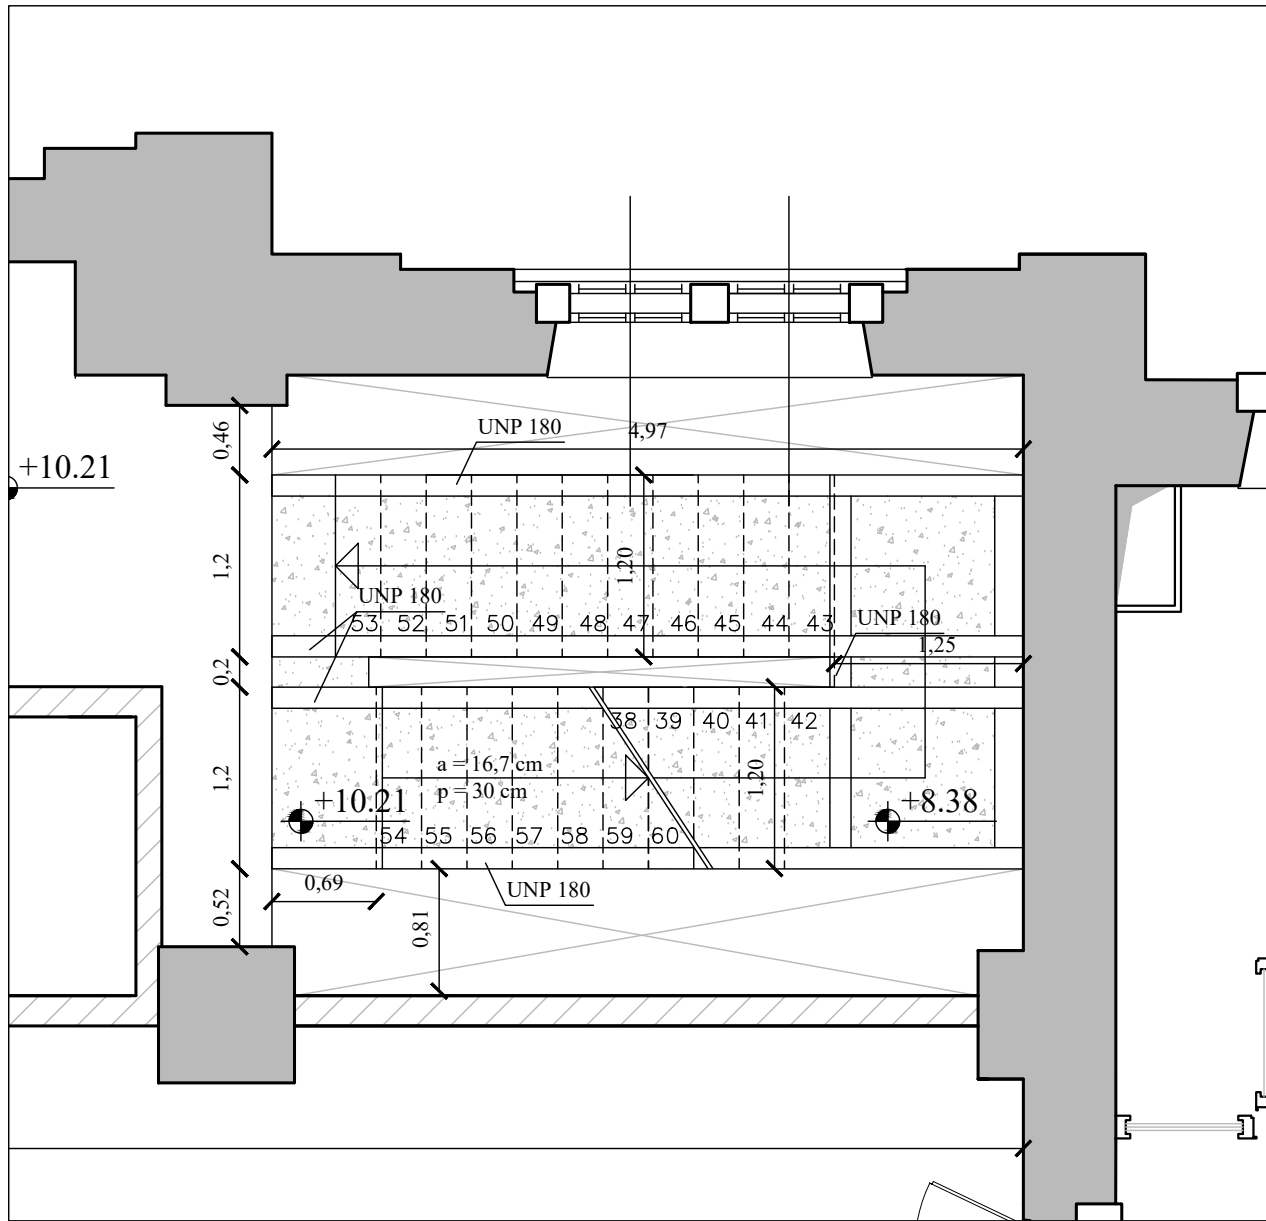 UNP 180
4,97
0,46
+10.21
1,2
1,20
UNP 180
53 52 51 50 49 48 47 46 45 44 43
UNP 180
1,25
0,2
38 39 40 41 42
a = 16,7 cm
p = 30 cm
1,2
1,20
+10.21
+8.38
54 55 56 57 58 59 60
0,69
UNP 180
0,52
0,81